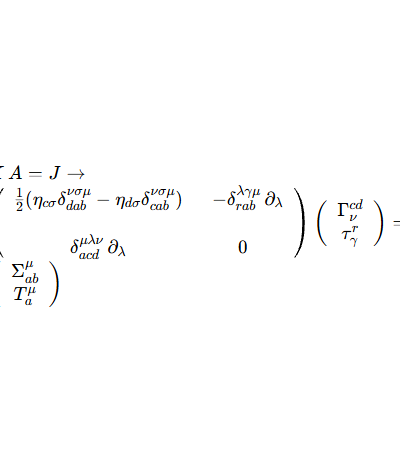 A = J →
½(η_{cσ}δ^{νσμ}_{dab} − η_{dσ}δ^{νσμ}_{cab}) −δ^{λγμ}_{rab} ∂_λ
δ^{μλν}_{acd} ∂_λ 0
Γ^{cd}_ν
τ^r_γ
Σ^μ_{ab}
T^μ_a